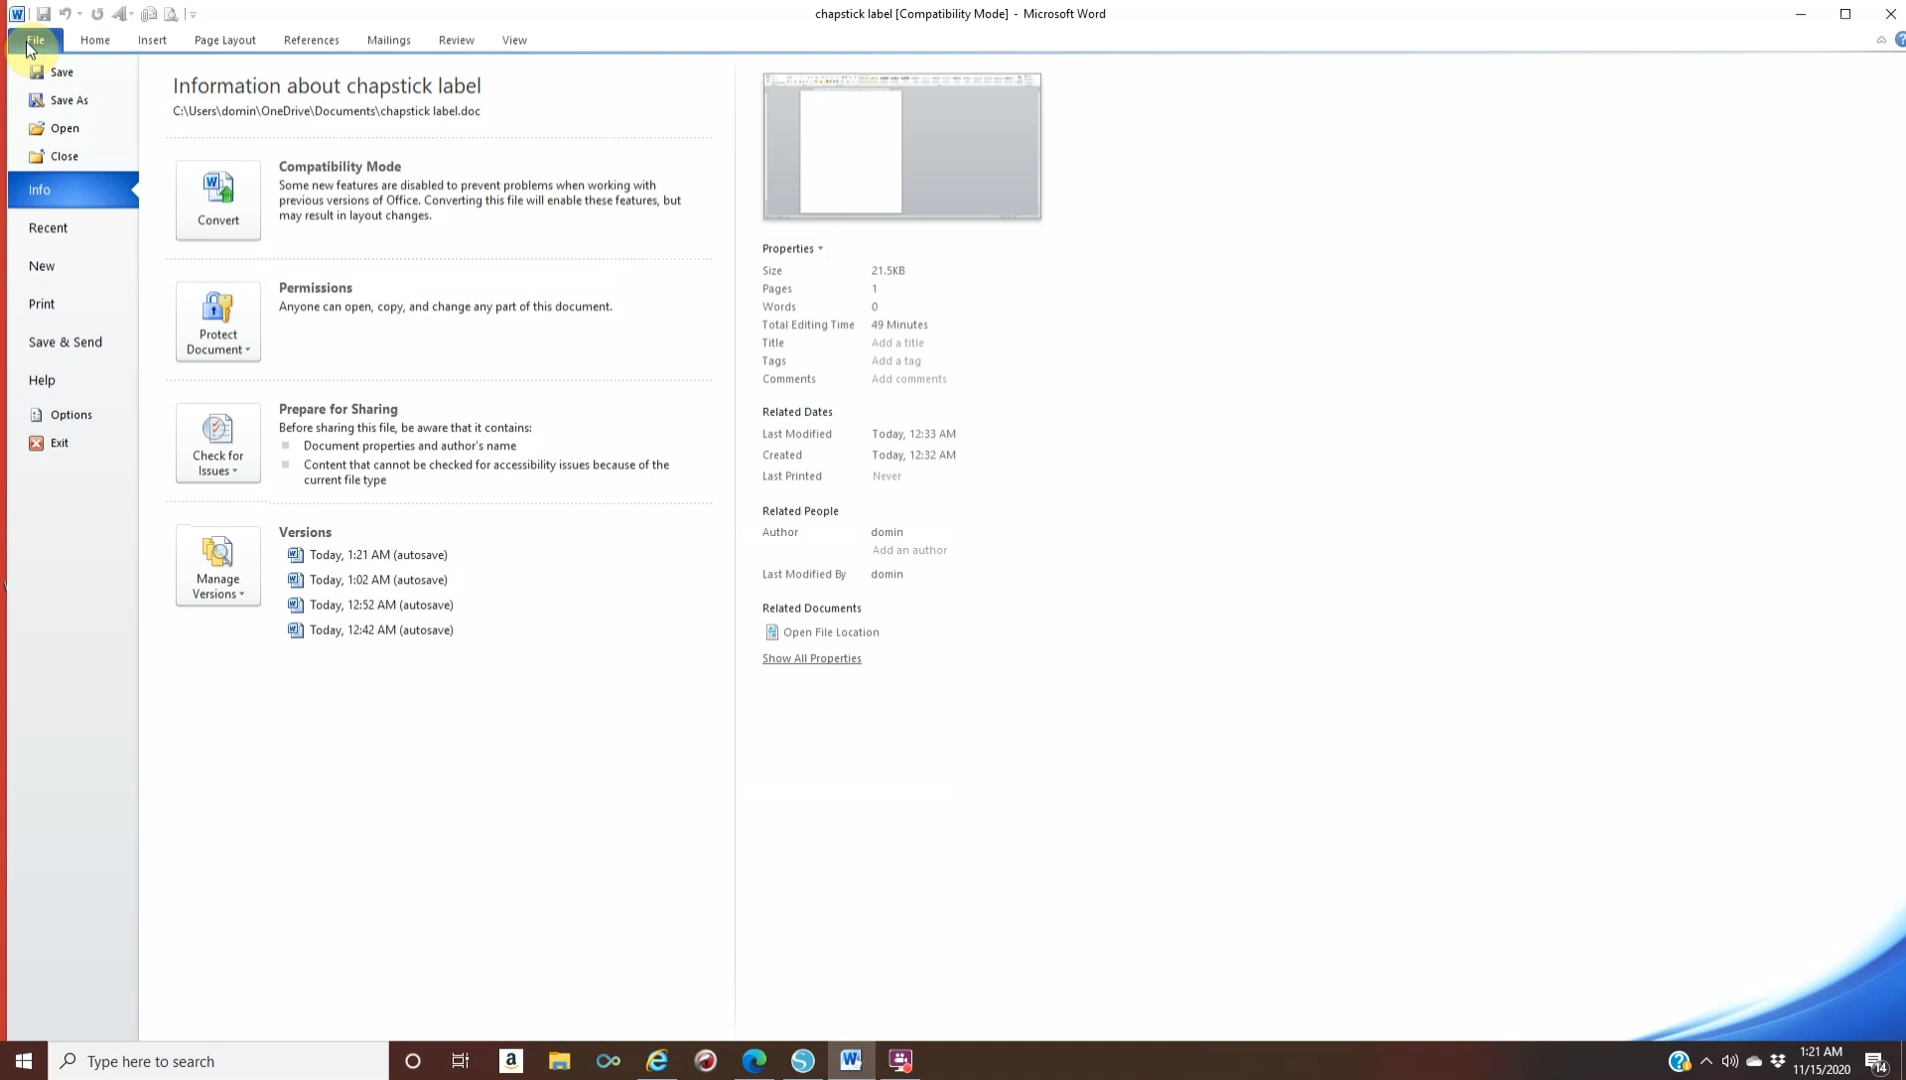 chapstick label [Compatibility Mode] - Microsoft Word
File Home Insert Page Layout References Mailings Review View
Save
Save As
Open
Close
Info
Recent
New
Print
Save & Send
Help
Options
Exit
Information about chapstick label
C:\Users\domin\OneDrive\Documents\chapstick label.doc
Convert
Compatibility Mode
Some new features are disabled to prevent problems when working with
previous versions of Office. Converting this file will enable these features, but
may result in layout changes.
Protect
Document
Permissions
Anyone can open, copy, and change any part of this document.
Check for
Issues
Prepare for Sharing
Before sharing this file, be aware that it contains:
Document properties and author's name
Content that cannot be checked for accessibility issues because of the
current file type
Manage
Versions
Versions
Today, 1:21 AM (autosave)
Today, 1:02 AM (autosave)
Today, 12:52 AM (autosave)
Today, 12:42 AM (autosave)
Properties
Size 21.5KB
Pages 1
Words 0
Total Editing Time 49 Minutes
Title Add a title
Tags Add a tag
Comments Add comments
Related Dates
Last Modified Today, 12:33 AM
Created Today, 12:32 AM
Last Printed Never
Related People
Author domin
Add an author
Last Modified By domin
Related Documents
Open File Location
Show All Properties
Type here to search
1:21 AM
11/15/2020
14